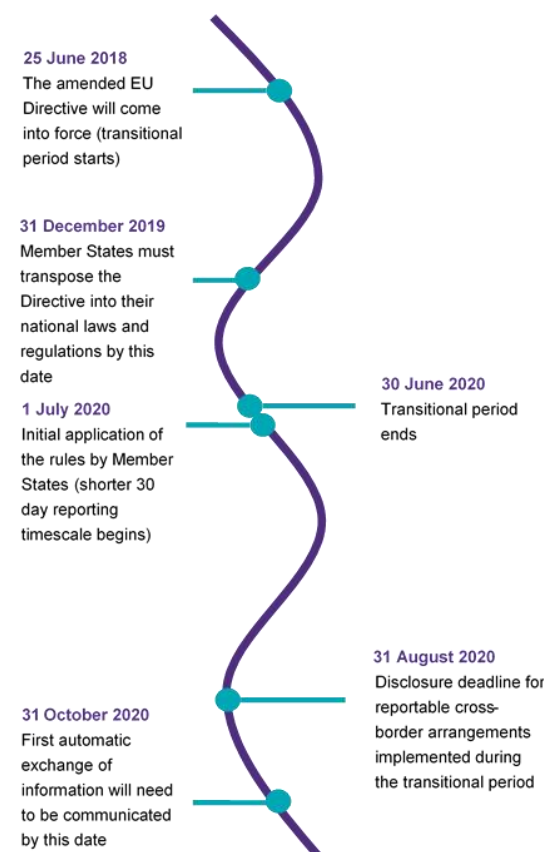 25 June 2018
The amended EU
Directive will come
into force (transitional
period starts)
31 December 2019
Member States must
transpose the
Directive into their
national laws and
regulations by this
date
30 June 2020
Transitional period
ends
1 July 2020
Initial application of
the rules by Member
States (shorter 30
day reporting
timescale begins)
31 August 2020
Disclosure deadline for
reportable cross-
border arrangements
implemented during
the transitional period
31 October 2020
First automatic
exchange of
information will need
to be communicated
by this date